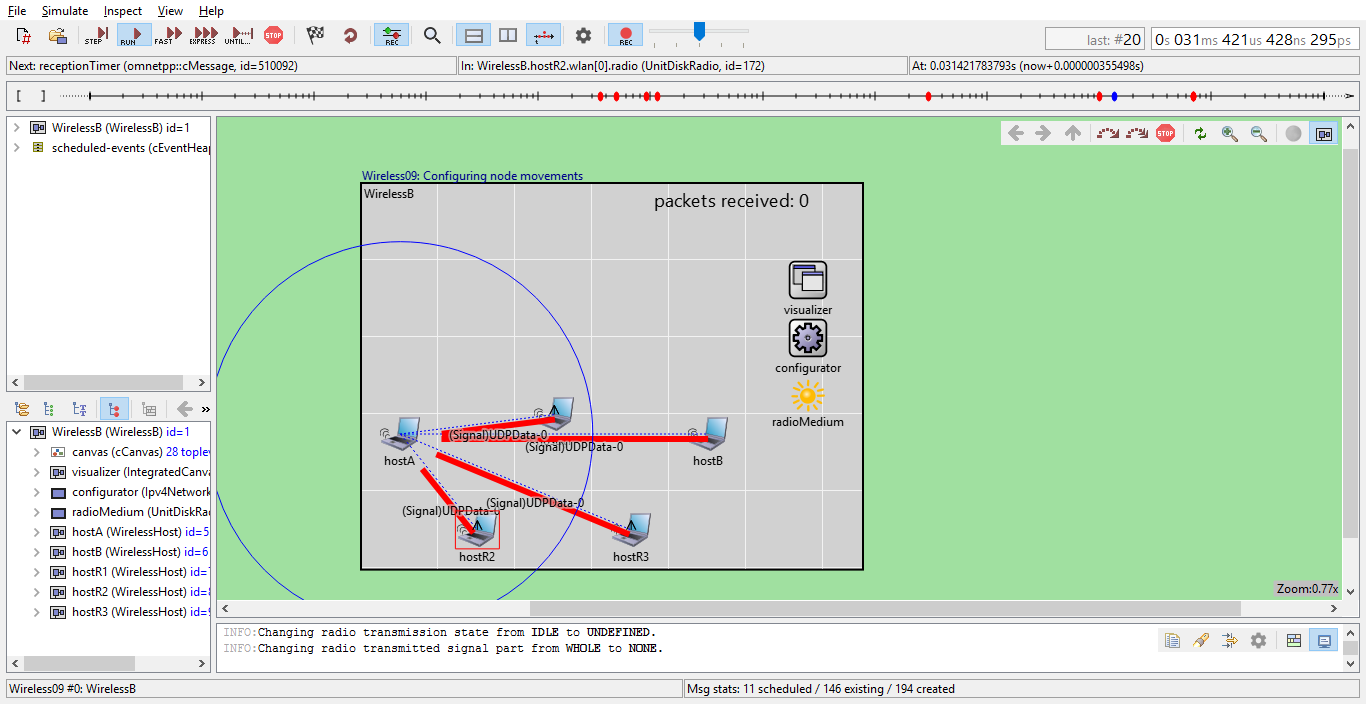 File Simulate Inspect View Help
STEP RUN FAST EXPRESS UNTIL... STOP REC REC
last: #20
0s 031ms 421us 428ns 295ps
Next: receptionTimer (omnetpp::cMessage, id=510092)
In: WirelessB.hostR2.wlan[0].radio (UnitDiskRadio, id=172)
At: 0.031421783793s (now+0.000000355498s)
[ ]
WirelessB (WirelessB) id=1
scheduled-events (cEventHeap
STOP
Wireless09: Configuring node movements
WirelessB
packets received: 0
visualizer
configurator
radioMedium
(Signal)UDPData-0
(Signal)UDPData-0
hostA
hostB
(Signal)UDPData-0
(Signal)UDPData-0
hostR2
hostR3
Zoom:0.77x
WirelessB (WirelessB) id=1
canvas (cCanvas) 28 toplev
visualizer (IntegratedCanva
configurator (Ipv4Network
radioMedium (UnitDiskRad
hostA (WirelessHost) id=5
hostB (WirelessHost) id=6
hostR1 (WirelessHost) id=
hostR2 (WirelessHost) id=
hostR3 (WirelessHost) id=
INFO:Changing radio transmission state from IDLE to UNDEFINED.
INFO:Changing radio transmitted signal part from WHOLE to NONE.
Wireless09 #0: WirelessB
Msg stats: 11 scheduled / 146 existing / 194 created